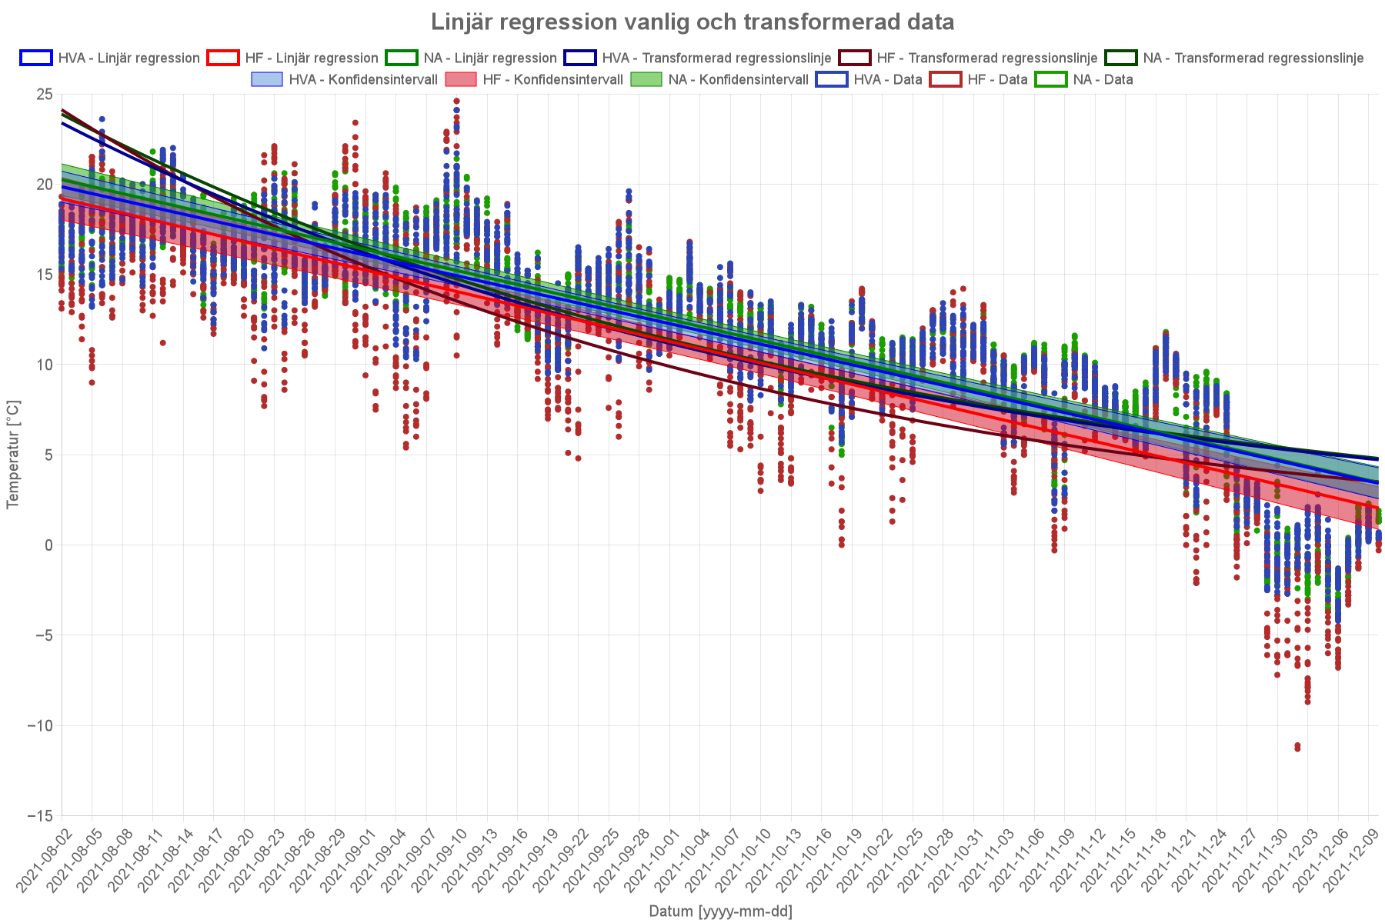 Linjär regression vanlig och transformerad data
HVA - Linjär regression HF - Linjär regression NA - Linjär regression HVA - Transformerad regressionslinje HF - Transformerad regressionslinje NA - Transformerad regressionslinje
HVA - Konfidensintervall HF - Konfidensintervall NA - Konfidensintervall HVA - Data HF - Data NA - Data
25
20
15
10
5
0
−5
−10
−15
Temperatur [°C]
2021-08-02 2021-08-05 2021-08-08 2021-08-11 2021-08-14 2021-08-17 2021-08-20 2021-08-23 2021-08-26 2021-08-29 2021-09-01 2021-09-04 2021-09-07 2021-09-10 2021-09-13 2021-09-16 2021-09-19 2021-09-22 2021-09-25 2021-09-28 2021-10-01 2021-10-04 2021-10-07 2021-10-10 2021-10-13 2021-10-16 2021-10-19 2021-10-22 2021-10-25 2021-10-28 2021-10-31 2021-11-03 2021-11-06 2021-11-09 2021-11-12 2021-11-15 2021-11-18 2021-11-21 2021-11-24 2021-11-27 2021-11-30 2021-12-03 2021-12-06 2021-12-09
Datum [yyyy-mm-dd]